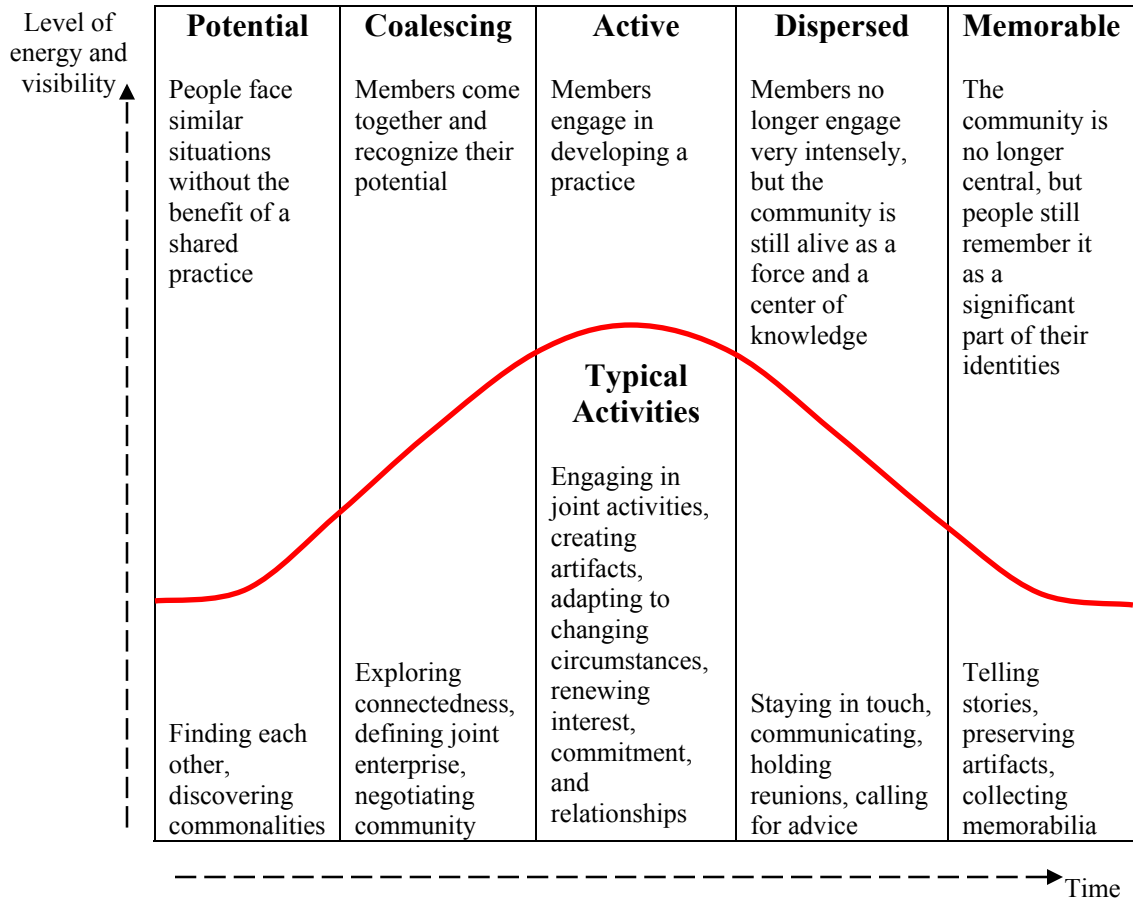 Level of
energy and
visibility
Potential
People face
similar
situations
without the
benefit of a
shared
practice
Finding each
other,
discovering
commonalities
Coalescing
Members come
together and
recognize their
potential
Exploring
connectedness,
defining joint
enterprise,
negotiating
community
Active
Members
engage in
developing a
practice
Typical
Activities
Engaging in
joint activities,
creating
artifacts,
adapting to
changing
circumstances,
renewing
interest,
commitment,
and
relationships
Dispersed
Members no
longer engage
very intensely,
but the
community is
still alive as a
force and a
center of
knowledge
Staying in touch,
communicating,
holding
reunions, calling
for advice
Memorable
The
community is
no longer
central, but
people still
remember it
as a
significant
part of their
identities
Telling
stories,
preserving
artifacts,
collecting
memorabilia
Time